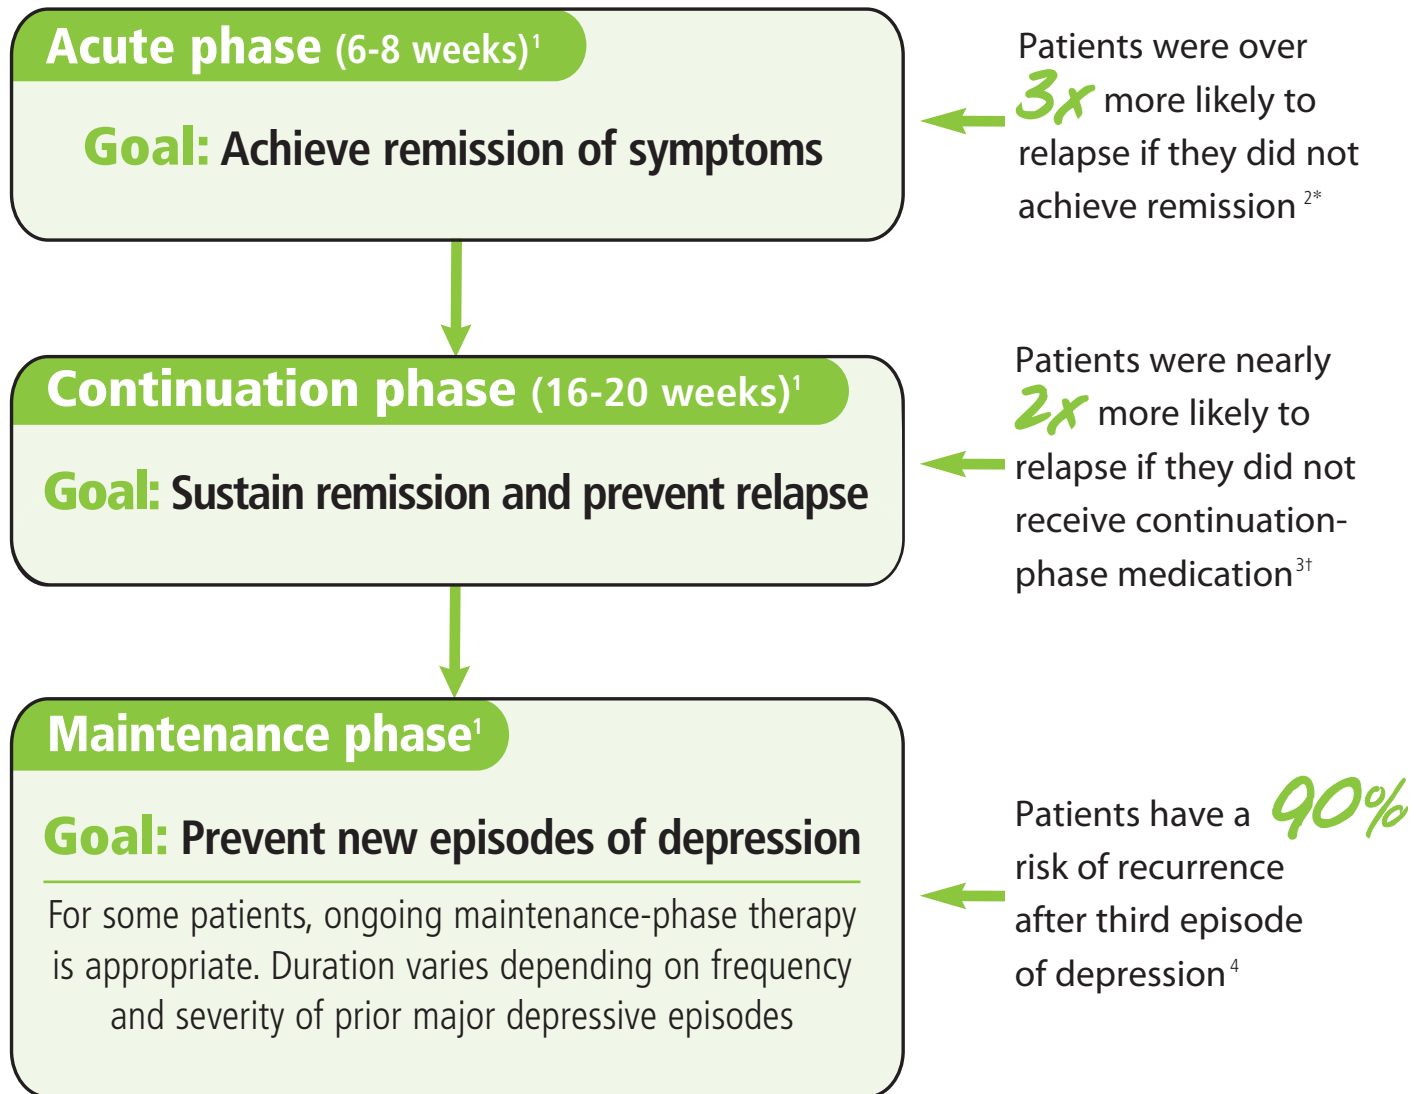 Acute phase (6-8 weeks)¹
Goal: Achieve remission of symptoms
Patients were over
3x more likely to
relapse if they did not
achieve remission ²*
Continuation phase (16-20 weeks)¹
Goal: Sustain remission and prevent relapse
Patients were nearly
2x more likely to
relapse if they did not
receive continuation-
phase medication³†
Maintenance phase¹
Goal: Prevent new episodes of depression
For some patients, ongoing maintenance-phase therapy
is appropriate. Duration varies depending on frequency
and severity of prior major depressive episodes
Patients have a 90%
risk of recurrence
after third episode
of depression⁴